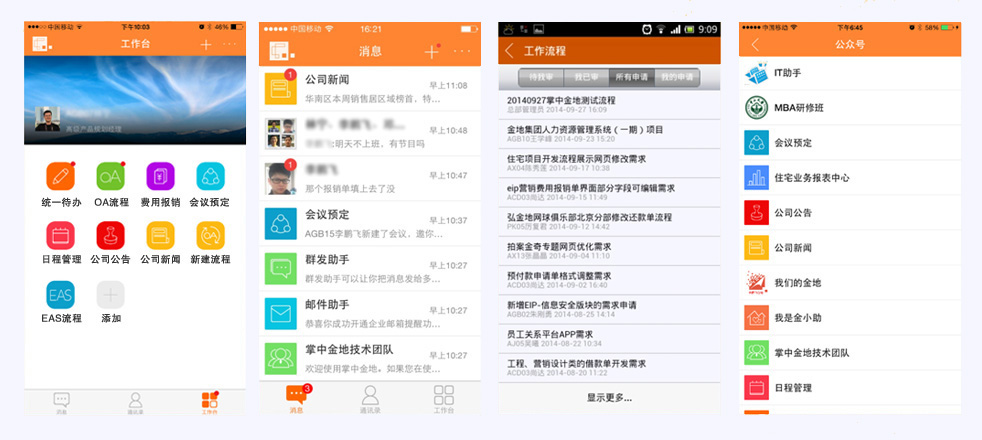 中国移动
下午10:03
46%
工作台
高级产品规划经理
统一待办
OA流程
费用报销
会议预定
日程管理
公司公告
公司新闻
新建流程
EAS
EAS流程
添加
消息
通讯录
工作台
中国移动
16:21
消息
1
公司新闻
早上11:08
华南区本周销售居区域榜首，特...
早上10:48
:明天不上班，有节目吗
1
早上10:47
那个报销单填上去了没
会议预定
早上10:37
AGB15李鹏飞新建了会议，邀你...
群发助手
早上10:27
群发助手可以让你把消息发给多...
邮件助手
早上10:27
恭喜你成功开通企业邮箱提醒功...
掌中金地技术团队
早上10:27
欢迎使用掌中金地。如果您在使...
3
消息
通讯录
工作台
9:09
工作流程
待我审
我已审
所有申请
我的申请
20140927掌中金地测试流程
总部管理员 2014-09-27 16:09
金地集团人力资源管理系统（一期）项目
AGB10王学峰 2014-09-23 15:20
住宅项目开发流程展示网页修改需求
AX04陈秀莲 2014-09-17 10:38
eip营销费用报销单界面部分字段可编辑需求
ACD03尚达 2014-09-15 11:49
弘金地网球俱乐部北京分部修改还款单流程
PK05厉复君 2014-09-12 14:42
拍案金奇专题网页优化需求
AX13张晶晶 2014-09-04 11:10
预付款申请单格式调整需求
ACD03尚达 2014-09-02 16:40
新增EIP-信息安全版块的需求申请
AGB02朱刚勇 2014-08-25 14:14
员工关系平台APP需求
AJ05吴曦 2014-08-22 10:34
工程、营销设计类的借款单开发需求
ACD03尚达 2014-08-20 11:22
显示更多...
中国移动
下午6:45
58%
公众号
IT助手
MBA研修班
会议预定
住宅业务报表中心
公司公告
公司新闻
我们的金地
我是金小助
掌中金地技术团队
日程管理